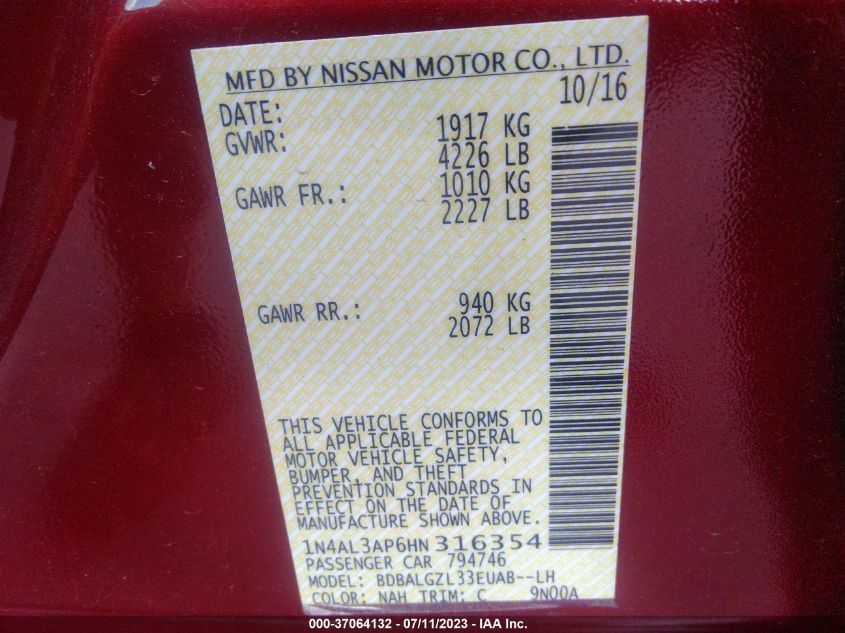 MFD BY NISSAN MOTOR CO., LTD.
DATE: 10/16
GVWR: 1917 KG
4226 LB
GAWR FR.: 1010 KG
2227 LB
GAWR RR.: 940 KG
2072 LB
THIS VEHICLE CONFORMS TO
ALL APPLICABLE FEDERAL
MOTOR VEHICLE SAFETY,
BUMPER, AND THEFT
PREVENTION STANDARDS IN
EFFECT ON THE DATE OF
MANUFACTURE SHOWN ABOVE.
1N4AL3AP6HN 316354
PASSENGER CAR 794746
MODEL: BDBALGZL33EUAB--LH
COLOR: NAH TRIM: C 9N00A
000-37064132 - 07/11/2023 - IAA Inc.